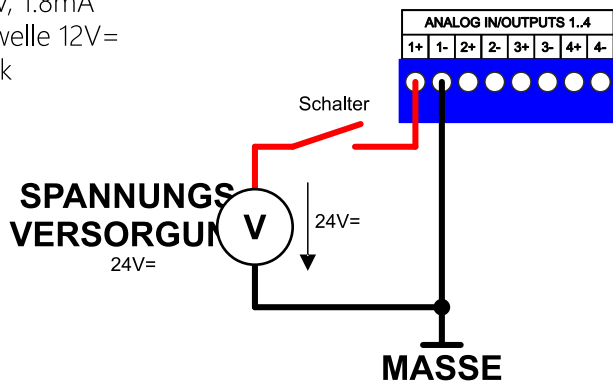 V, 1.8mA
welle 12V=
k
ANALOG IN/OUTPUTS 1..4
1+ 1- 2+ 2- 3+ 3- 4+ 4-
Schalter
SPANNUNGS
VERSORGUN
24V=
V
24V=
MASSE